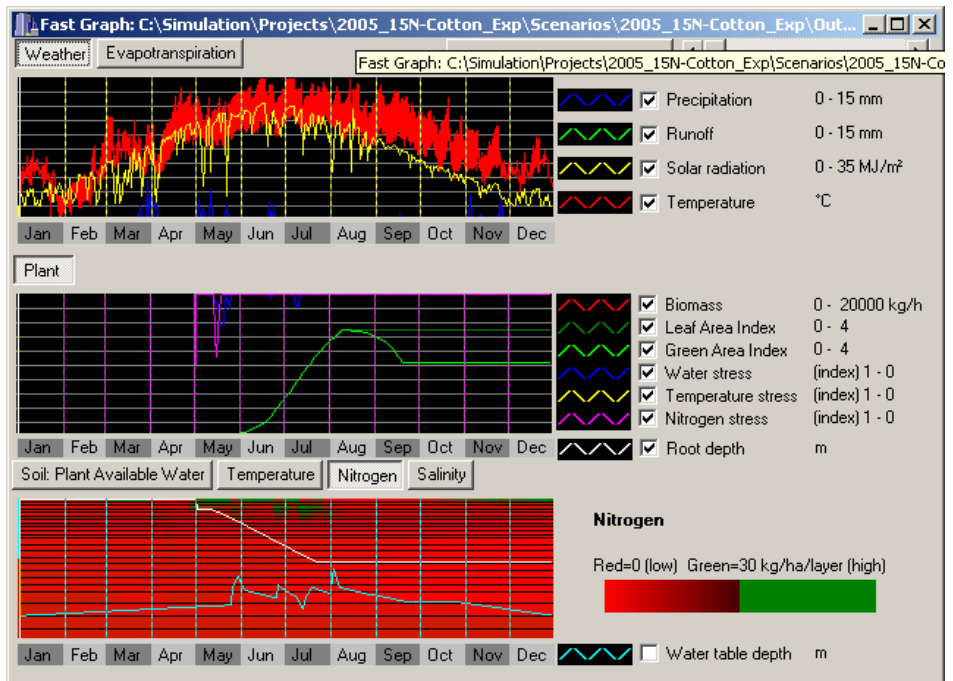 Fast Graph: C:\Simulation\Projects\2005_15N-Cotton_Exp\Scenarios\2005_15N-Cotton_Exp\Out...
Weather Evapotranspiration
Fast Graph: C:\Simulation\Projects\2005_15N-Cotton_Exp\Scenarios\2005_15N-Co
Precipitation 0 - 15 mm
Runoff 0 - 15 mm
Solar radiation 0 - 35 MJ/m²
Temperature °C
Jan Feb Mar Apr May Jun Jul Aug Sep Oct Nov Dec
Plant
Biomass 0 - 20000 kg/h
Leaf Area Index 0 - 4
Green Area Index 0 - 4
Water stress (index) 1 - 0
Temperature stress (index) 1 - 0
Nitrogen stress (index) 1 - 0
Jan Feb Mar Apr May Jun Jul Aug Sep Oct Nov Dec Root depth m
Soil: Plant Available Water Temperature Nitrogen Salinity
Nitrogen
Red=0 (low) Green=30 kg/ha/layer (high)
Jan Feb Mar Apr May Jun Jul Aug Sep Oct Nov Dec Water table depth m